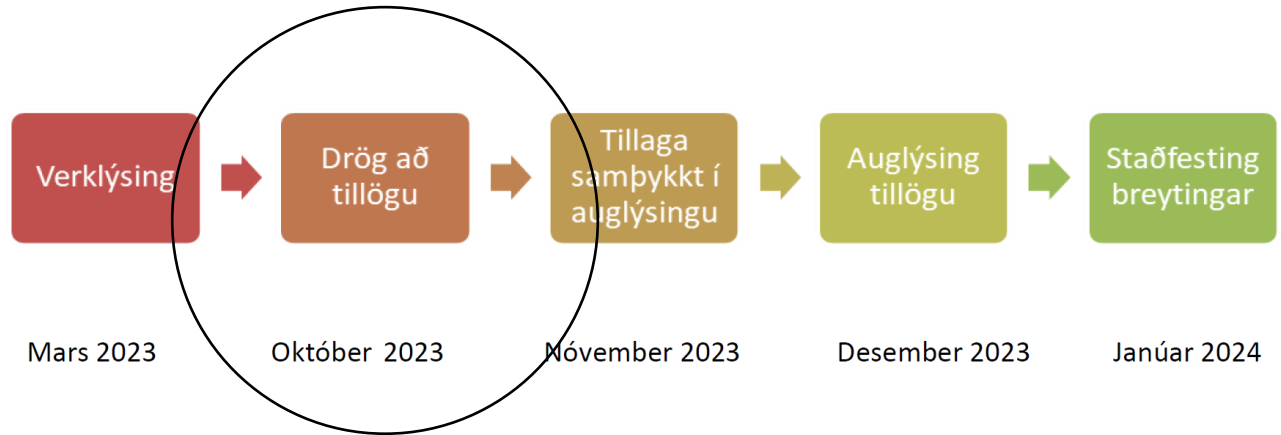 Verklýsing
Drög að
tillögu
Tillaga
samþykkt í
auglýsingu
Auglýsing
tillögu
Staðfesting
breytingar
Mars 2023
Október 2023
Nóvember 2023
Desember 2023
Janúar 2024